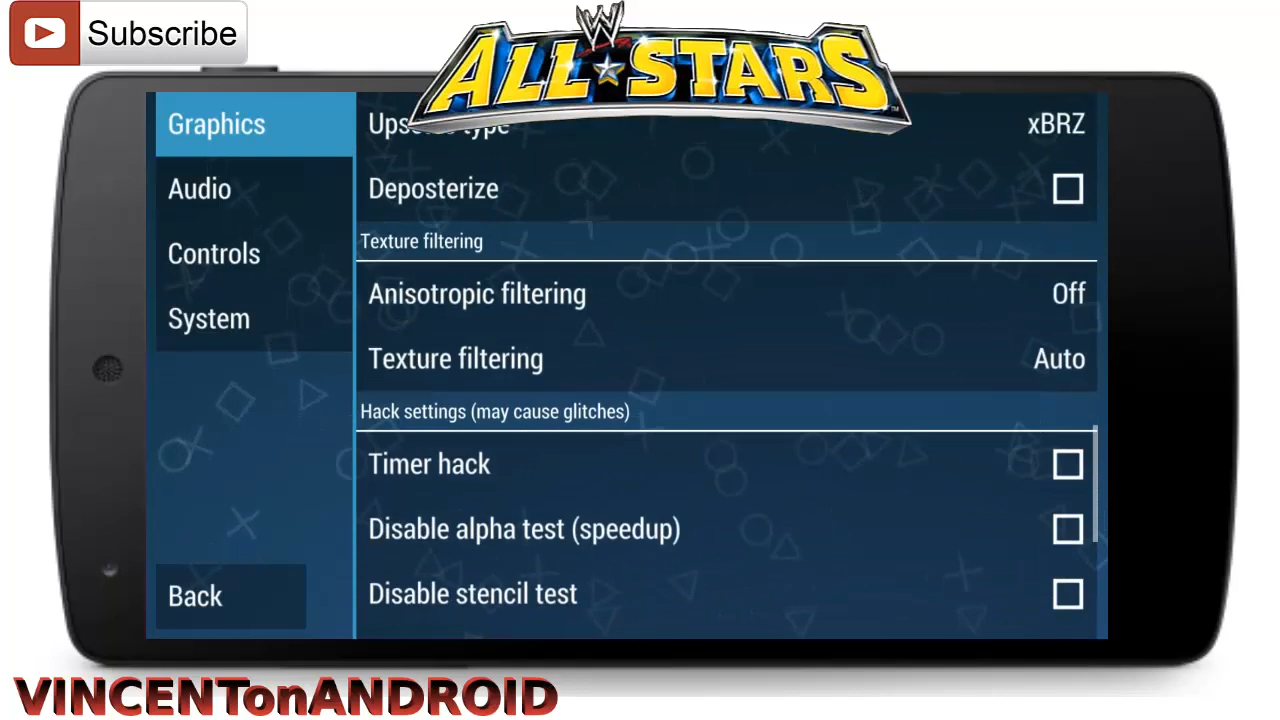 Subscribe
W
ALL STARS
Graphics
Audio
Controls
System
Back
type
xBRZ
Deposterize
Texture filtering
Anisotropic filtering
Off
Texture filtering
Auto
Hack settings (may cause glitches)
Timer hack
Disable alpha test (speedup)
Disable stencil test
VINCENTonANDROID